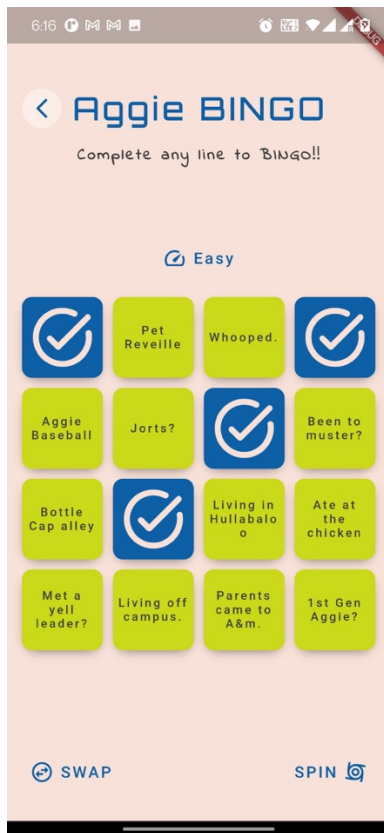 6:16
DEBUG
Aggie BINGO
Complete any line to BINGO!!
Easy
Pet
Reveille
Whooped.
Aggie
Baseball
Jorts?
Been to
muster?
Bottle
Cap alley
Living in
Hullabalo
o
Ate at
the
chicken
Met a
yell
leader?
Living off
campus.
Parents
came to
A&m.
1st Gen
Aggie?
SWAP
SPIN